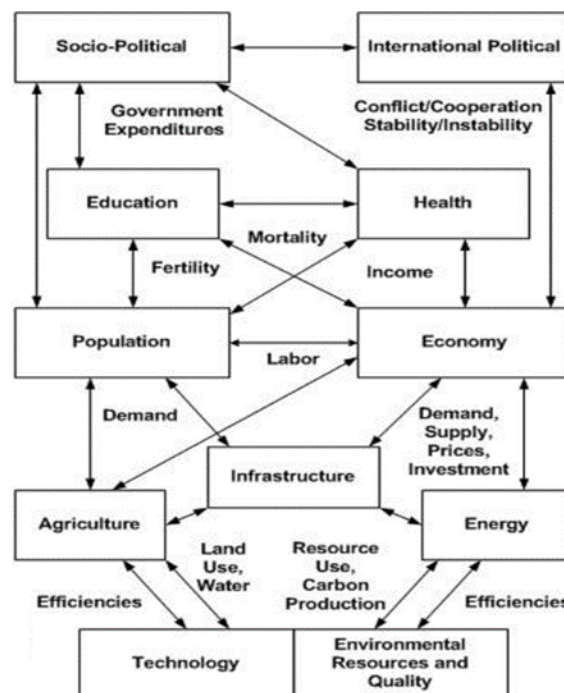 Socio-Political
International Political
Government
Expenditures
Conflict/Cooperation
Stability/Instability
Education
Health
Mortality
Fertility
Income
Population
Economy
Labor
Demand
Demand,
Supply,
Prices,
Investment
Infrastructure
Agriculture
Energy
Land
Use,
Water
Resource
Use,
Carbon
Production
Efficiencies
Efficiencies
Technology
Environmental
Resources and
Quality